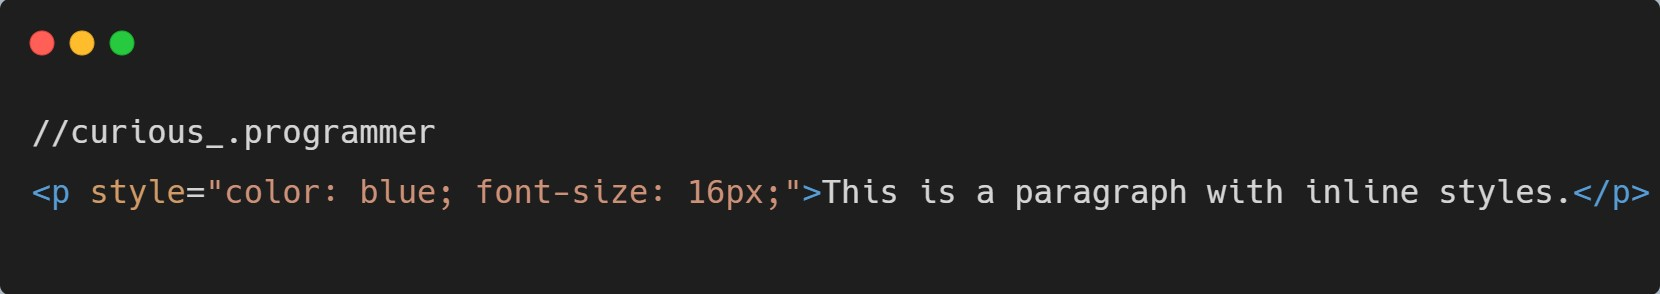 //curious_.programmer
<p style="color: blue; font-size: 16px;">This is a paragraph with inline styles.</p>